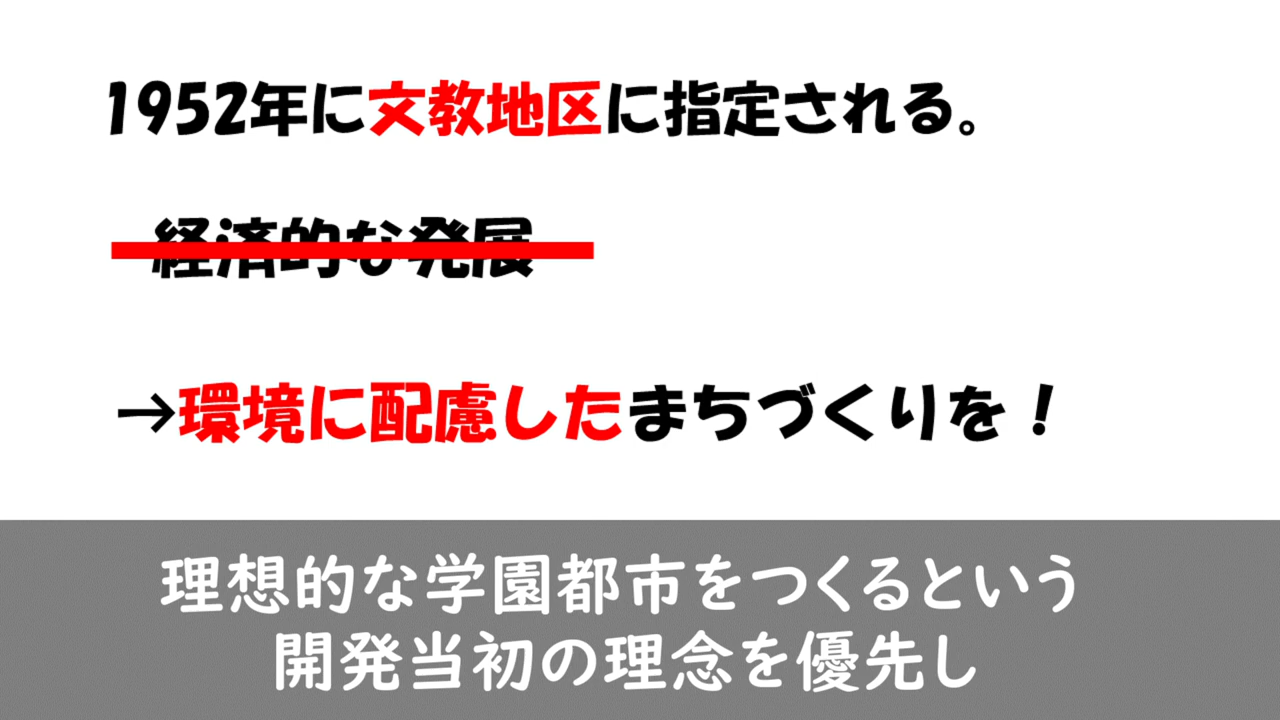 1952年に文教地区に指定される。
経済的な発展
→環境に配慮したまちづくりを！
理想的な学園都市をつくるという
開発当初の理念を優先し